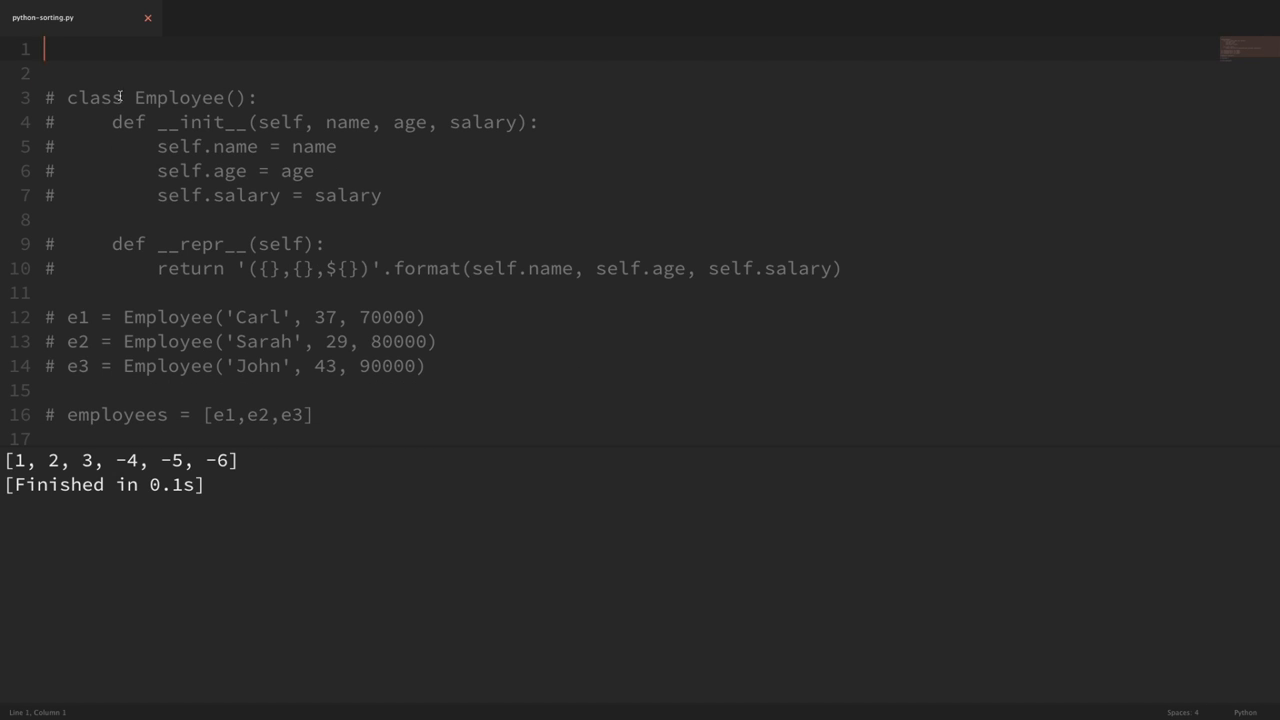 python-sorting.py
1
2
3 # class Employee():
4 #     def __init__(self, name, age, salary):
5 #         self.name = name
6 #         self.age = age
7 #         self.salary = salary
8
9 #     def __repr__(self):
10 #         return '({},{},${})'.format(self.name, self.age, self.salary)
11
12 # e1 = Employee('Carl', 37, 70000)
13 # e2 = Employee('Sarah', 29, 80000)
14 # e3 = Employee('John', 43, 90000)
15
16 # employees = [e1,e2,e3]
17
[1, 2, 3, -4, -5, -6]
[Finished in 0.1s]
Line 1, Column 1
Spaces: 4
Python